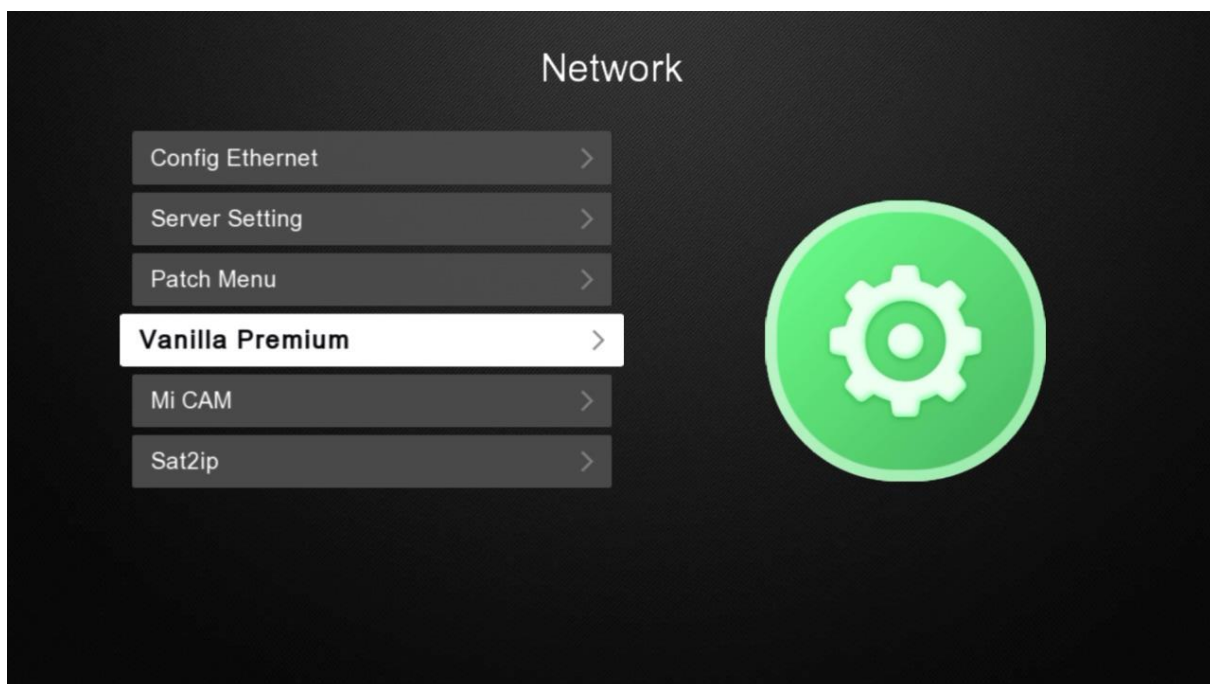 Network
Config Ethernet
Server Setting
Patch Menu
Vanilla Premium
Mi CAM
Sat2ip